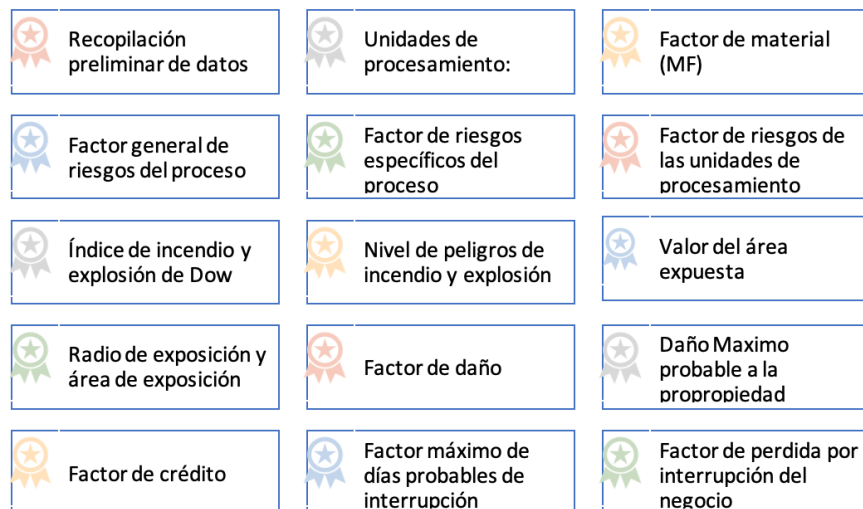 Recopilación
preliminar de datos
Unidades de
procesamiento:
Factor de material
(MF)
Factor general de
riesgos del proceso
Factor de riesgos
específicos del
proceso
Factor de riesgos de
las unidades de
procesamiento
Índice de incendio y
explosión de Dow
Nivel de peligros de
incendio y explosión
Valor del área
expuesta
Radio de exposición y
área de exposición
Factor de daño
Daño Maximo
probable a la
propropiedad
Factor de crédito
Factor máximo de
días probables de
interrupción
Factor de perdida por
interrupción del
negocio